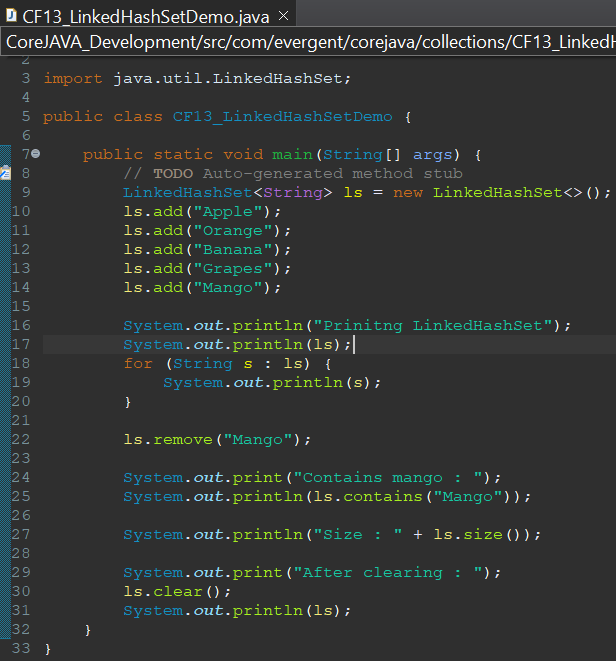 CF13_LinkedHashSetDemo.java
CoreJAVA_Development/src/com/evergent/corejava/collections/CF13_Linked
2
3 import java.util.LinkedHashSet;
4
5 public class CF13_LinkedHashSetDemo {
6
7 public static void main(String[] args) {
8 // TODO Auto-generated method stub
9 LinkedHashSet<String> ls = new LinkedHashSet<>();
10 ls.add("Apple");
11 ls.add("Orange");
12 ls.add("Banana");
13 ls.add("Grapes");
14 ls.add("Mango");
15
16 System.out.println("Prinitng LinkedHashSet");
17 System.out.println(ls);
18 for (String s : ls) {
19 System.out.println(s);
20 }
21
22 ls.remove("Mango");
23
24 System.out.print("Contains mango : ");
25 System.out.println(ls.contains("Mango"));
26
27 System.out.println("Size : " + ls.size());
28
29 System.out.print("After clearing : ");
30 ls.clear();
31 System.out.println(ls);
32 }
33 }